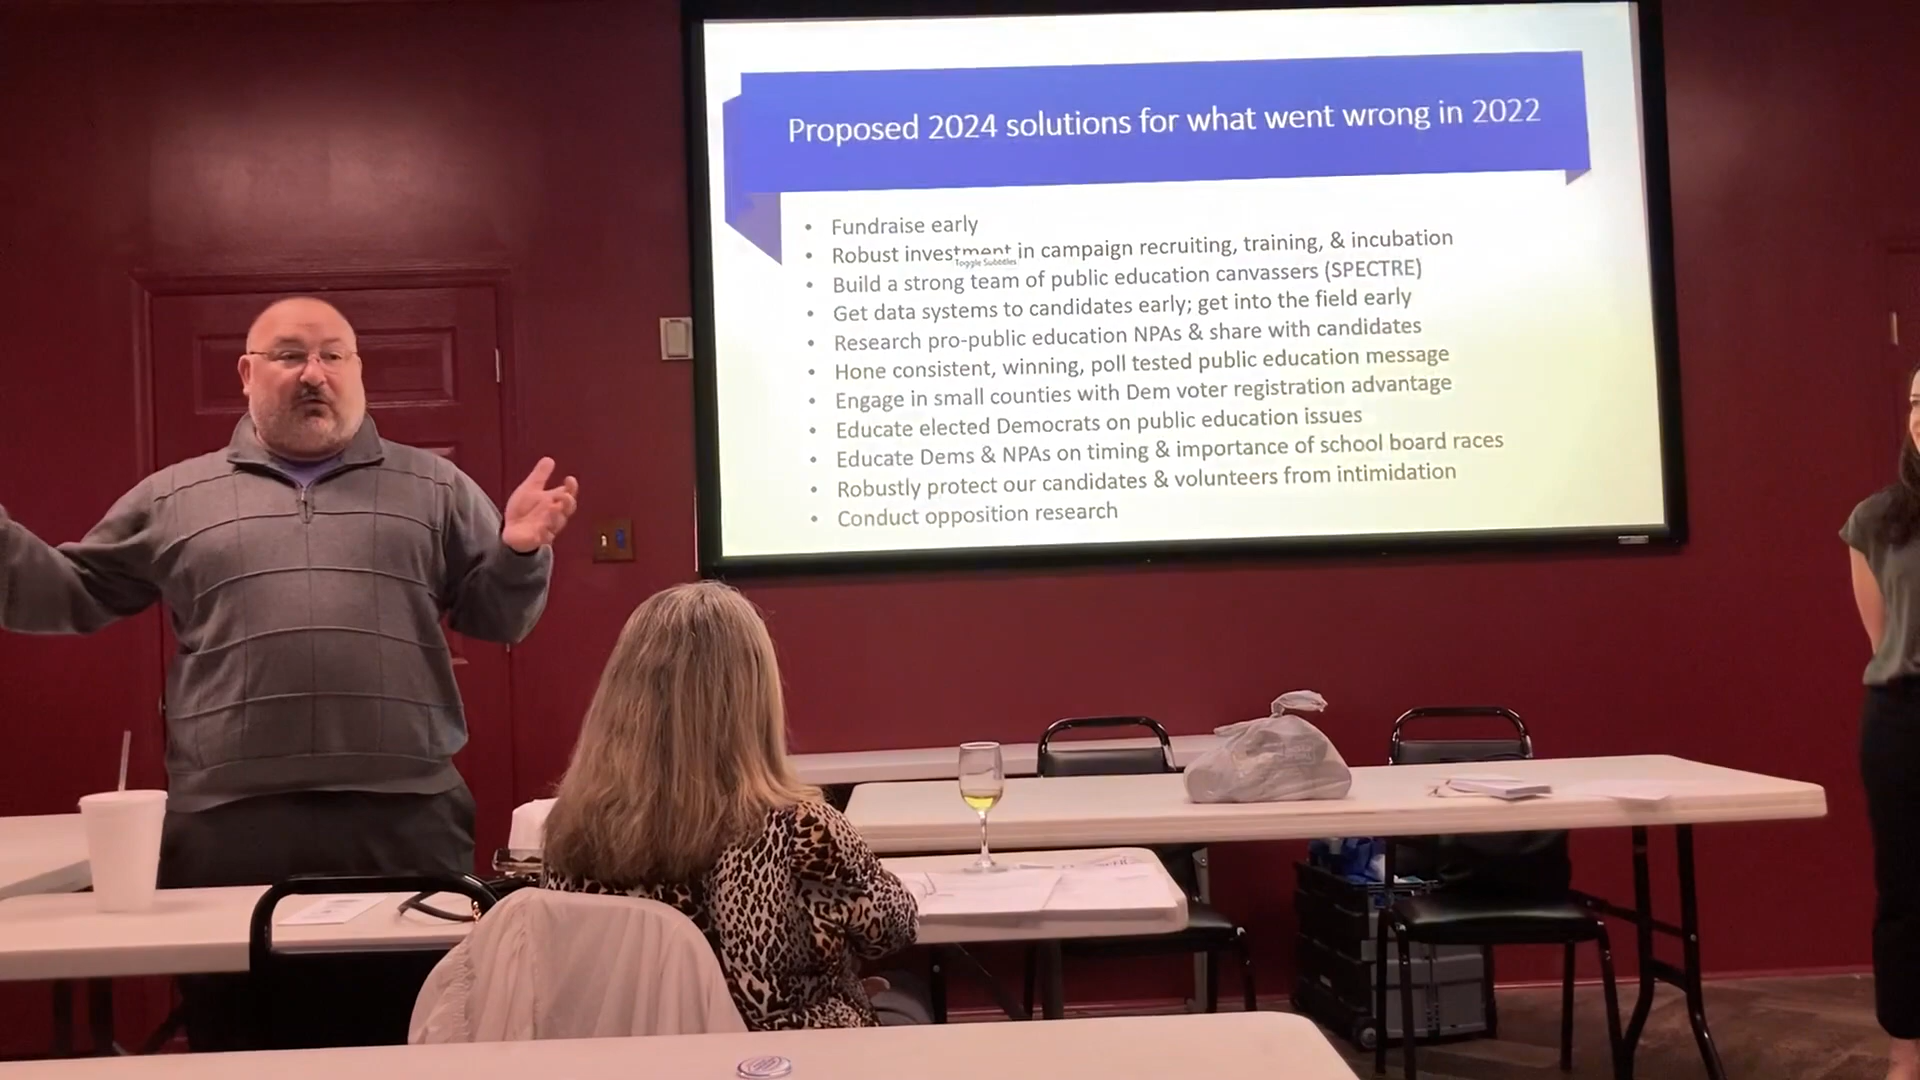 Proposed 2024 solutions for what went wrong in 2022
• Fundraise early
• Robust investment in campaign recruiting, training, & incubation
Toggle Subtitles
• Build a strong team of public education canvassers (SPECTRE)
• Get data systems to candidates early; get into the field early
• Research pro-public education NPAs & share with candidates
• Hone consistent, winning, poll tested public education message
• Engage in small counties with Dem voter registration advantage
• Educate elected Democrats on public education issues
• Educate Dems & NPAs on timing & importance of school board races
• Robustly protect our candidates & volunteers from intimidation
• Conduct opposition research